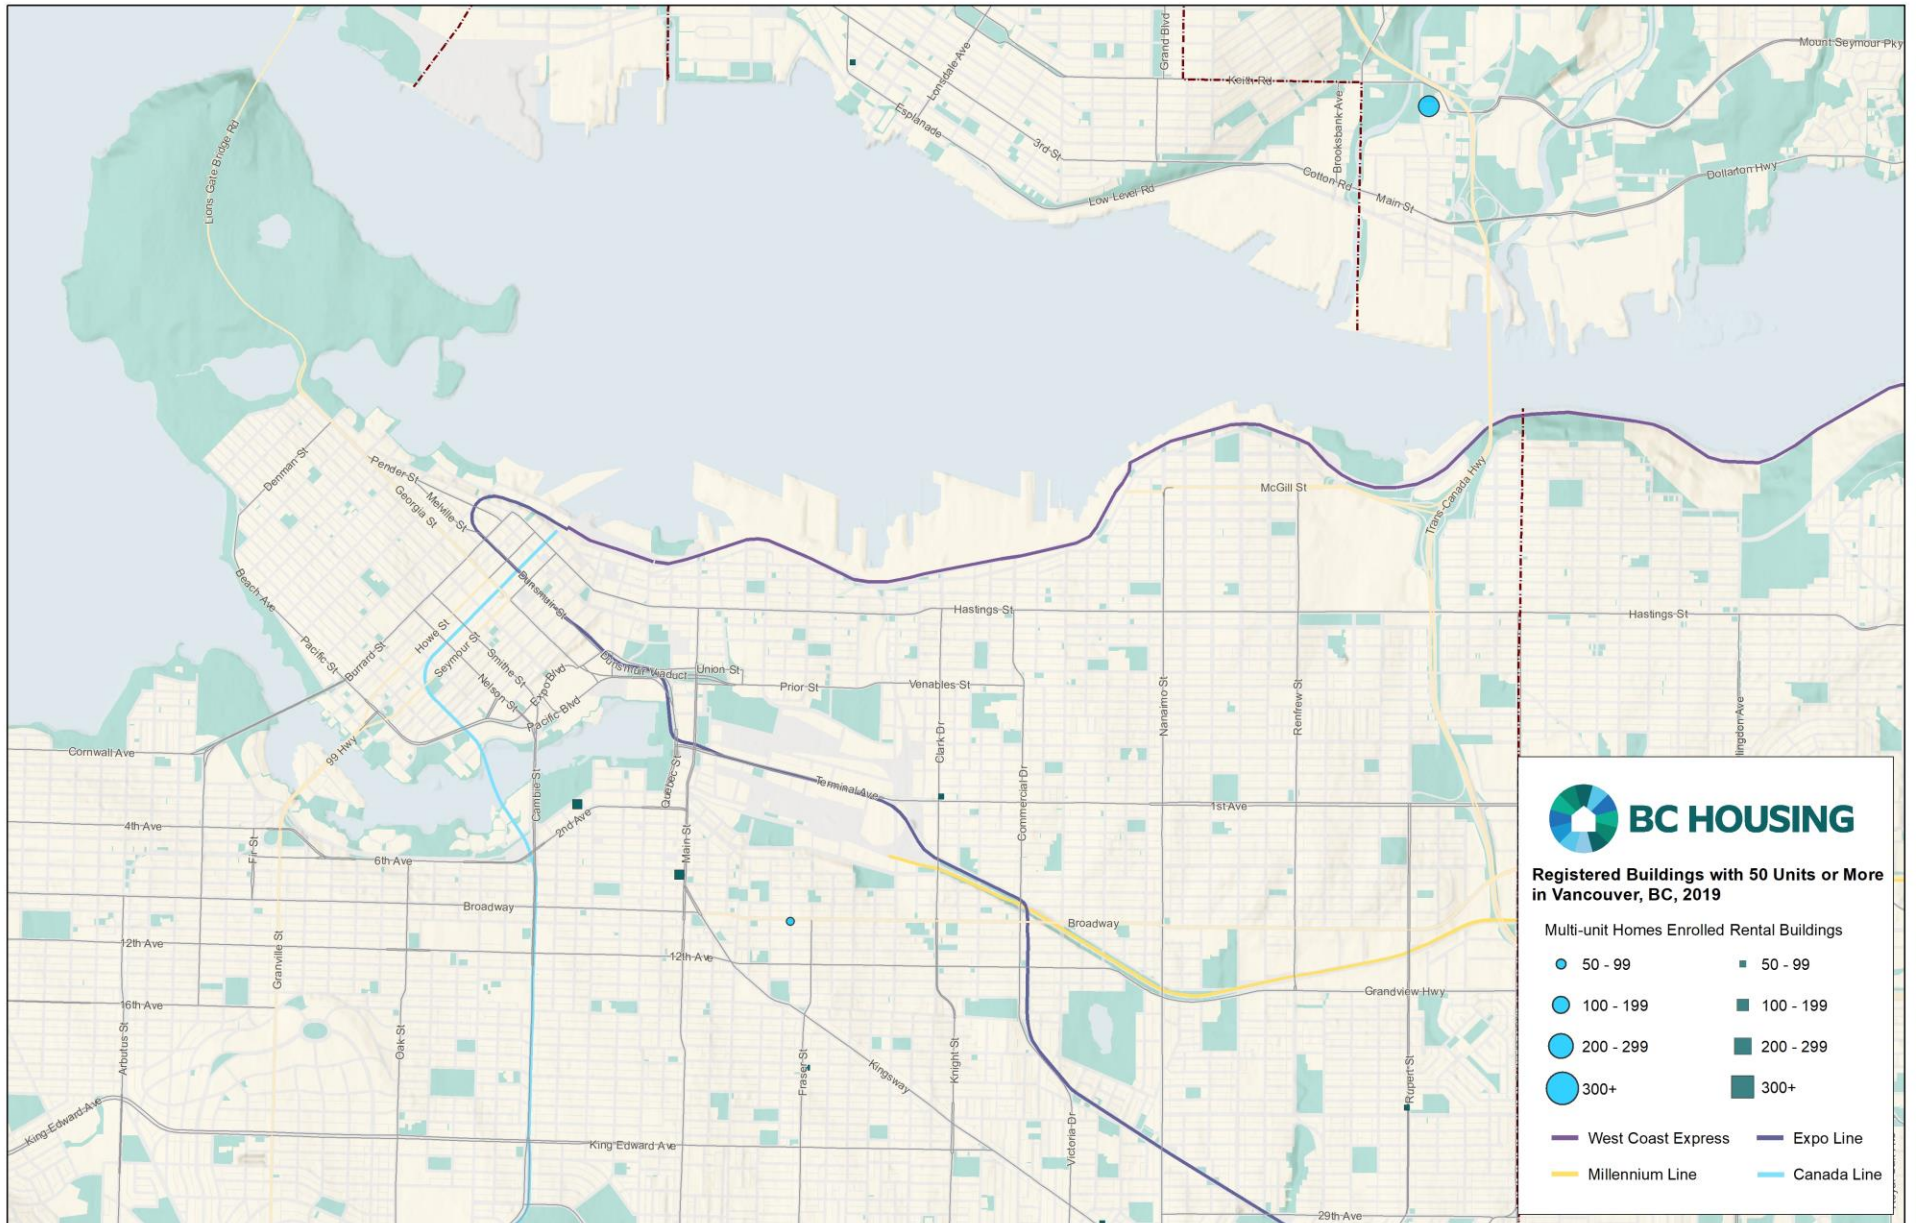 Mount Seymour Pky
Grand Blvd
Lonsdale Ave
Keith Rd
Esplanade
Brooksbank Ave
3rd St
Lions Gate Bridge Rd
Cotton Rd
Dollarton Hwy
Low Level Rd
Main St
Denman St
Pender St
Melville St
Georgia St
McGill St
Trans-Canada Hwy
Dunsmuir St
Beach Ave
Hastings St
Hastings St
Howe St
Seymour St
Smithe St
Pacific St
Burrard St
Nelson St
Expo Blvd
Dunsmuir Viaduct
Union St
Prior St
Venables St
Pacific Blvd
Nanaimo St
Renfrew St
Cornwall Ave
99 Hwy
Clark Dr
lingdon Ave
Quebec St
Cambie St
Terminal Ave
Commercial Dr
1st Ave
4th Ave
2nd Ave
Fir St
6th Ave
Main St
Broadway
Broadway
12th Ave
12th Ave
Granville St
16th Ave
Grandview Hwy
Arbutus St
Oak St
Fraser St
Kingsway
Knight St
Rupert St
King Edward Ave
King Edward Ave
Victoria Dr
29th Ave
BC HOUSING
Registered Buildings with 50 Units or More
in Vancouver, BC, 2019
Multi-unit Homes Enrolled Rental Buildings
50 - 99 50 - 99
100 - 199 100 - 199
200 - 299 200 - 299
300+ 300+
West Coast Express Expo Line
Millennium Line Canada Line